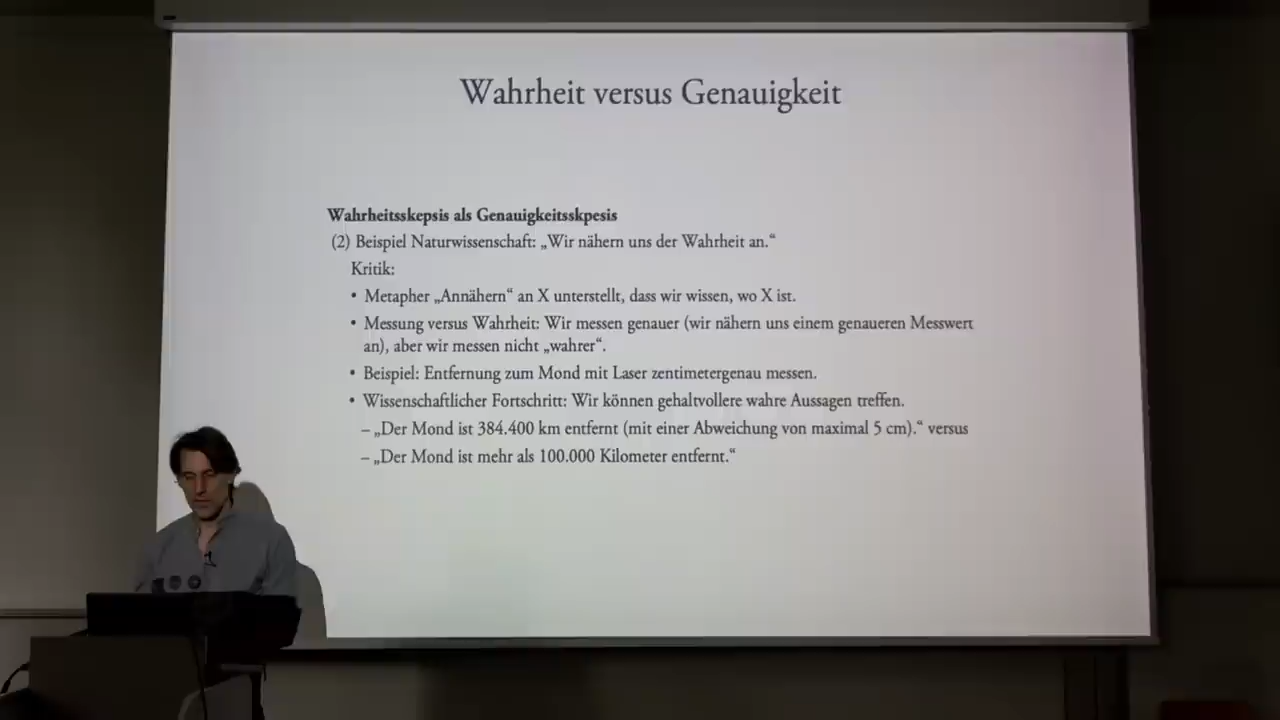 Wahrheit versus Genauigkeit
Wahrheitsskepsis als Genauigkeitsskpesis
(2) Beispiel Naturwissenschaft: „Wir nähern uns der Wahrheit an.“
Kritik:
• Metapher „Annähern“ an X unterstellt, dass wir wissen, wo X ist.
• Messung versus Wahrheit: Wir messen genauer (wir nähern uns einem genaueren Messwert
an), aber wir messen nicht „wahrer“.
• Beispiel: Entfernung zum Mond mit Laser zentimetergenau messen.
• Wissenschaftlicher Fortschritt: Wir können gehaltvollere wahre Aussagen treffen.
– „Der Mond ist 384.400 km entfernt (mit einer Abweichung von maximal 5 cm).“ versus
– „Der Mond ist mehr als 100.000 Kilometer entfernt.“